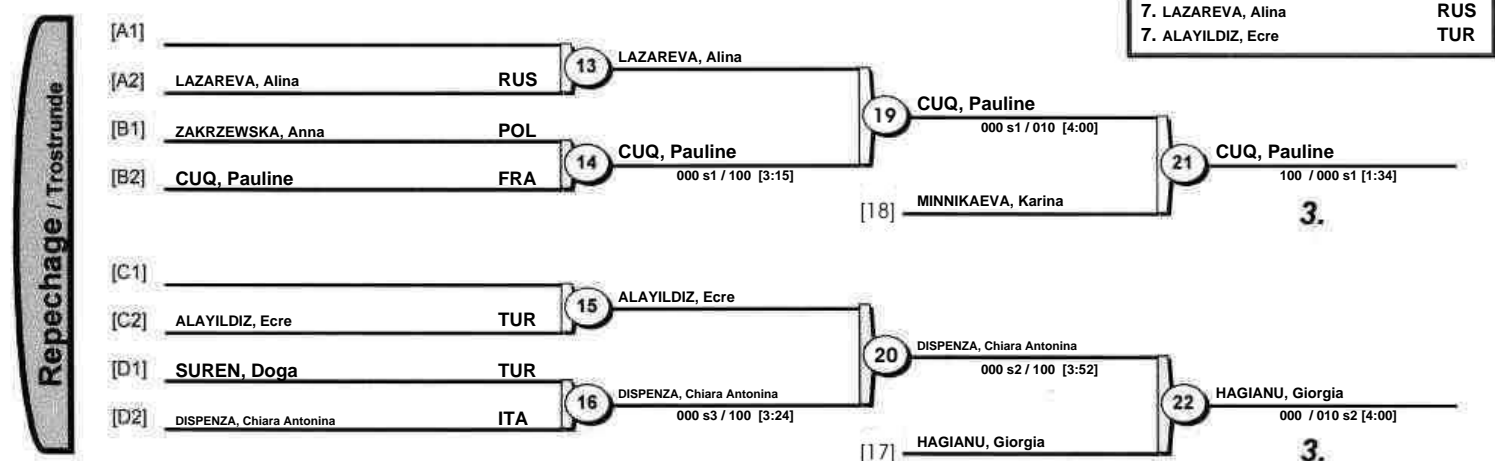 7. LAZAREVA, Alina RUS
7. ALAYILDIZ, Ecre TUR
Repechage / Trostrunde
[A1]
[A2] LAZAREVA, Alina RUS
13 LAZAREVA, Alina
[B1] ZAKRZEWSKA, Anna POL
[B2] CUQ, Pauline FRA
14 CUQ, Pauline
000 s1 / 100 [3:15]
19 CUQ, Pauline
000 s1 / 010 [4:00]
[18] MINNIKAEVA, Karina
21 CUQ, Pauline
100 / 000 s1 [1:34]
3.
[C1]
[C2] ALAYILDIZ, Ecre TUR
15 ALAYILDIZ, Ecre
[D1] SUREN, Doga TUR
[D2] DISPENZA, Chiara Antonina ITA
16 DISPENZA, Chiara Antonina
000 s3 / 100 [3:24]
20 DISPENZA, Chiara Antonina
000 s2 / 100 [3:52]
[17] HAGIANU, Giorgia
22 HAGIANU, Giorgia
000 / 010 s2 [4:00]
3.